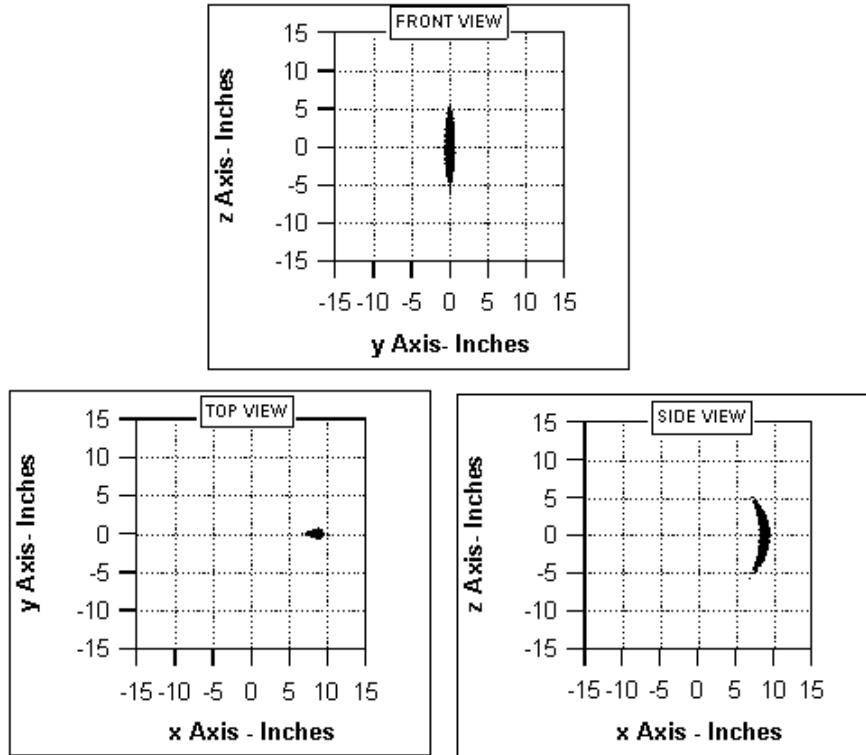 FRONT VIEW
15
10
5
0
-5
-10
-15
z Axis- Inches
-15 -10 -5 0 5 10 15
y Axis- Inches
TOP VIEW
15
10
5
0
-5
-10
-15
y Axis- Inches
-15 -10 -5 0 5 10 15
x Axis - Inches
SIDE VIEW
15
10
5
0
-5
-10
-15
z Axis- Inches
-15 -10 -5 0 5 10 15
x Axis - Inches